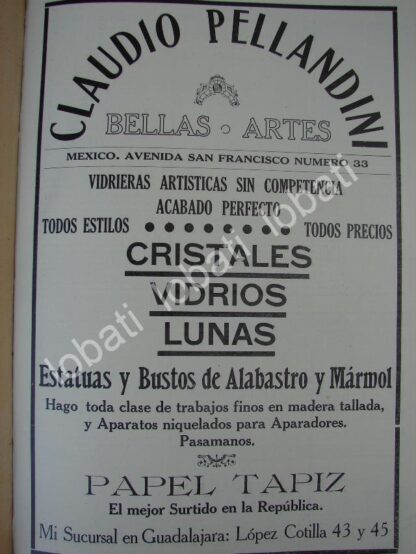 CLAUDIO PELLANDINI
BELLAS ARTES
MEXICO. AVENIDA SAN FRANCISCO NUMERO 33
VIDRIERAS ARTISTICAS SIN COMPETENCIA
ACABADO PERFECTO
TODOS ESTILOS TODOS PRECIOS
CRISTALES
VIDRIOS
LUNAS
Estatuas y Bustos de Alabastro y Mármol
Hago toda clase de trabajos finos en madera tallada,
y Aparatos niquelados para Aparadores.
Pasamanos.
PAPEL TAPIZ
El mejor Surtido en la República.
Mi Sucursal en Guadalajara: López Cotilla 43 y 45
lobati lobati lobati